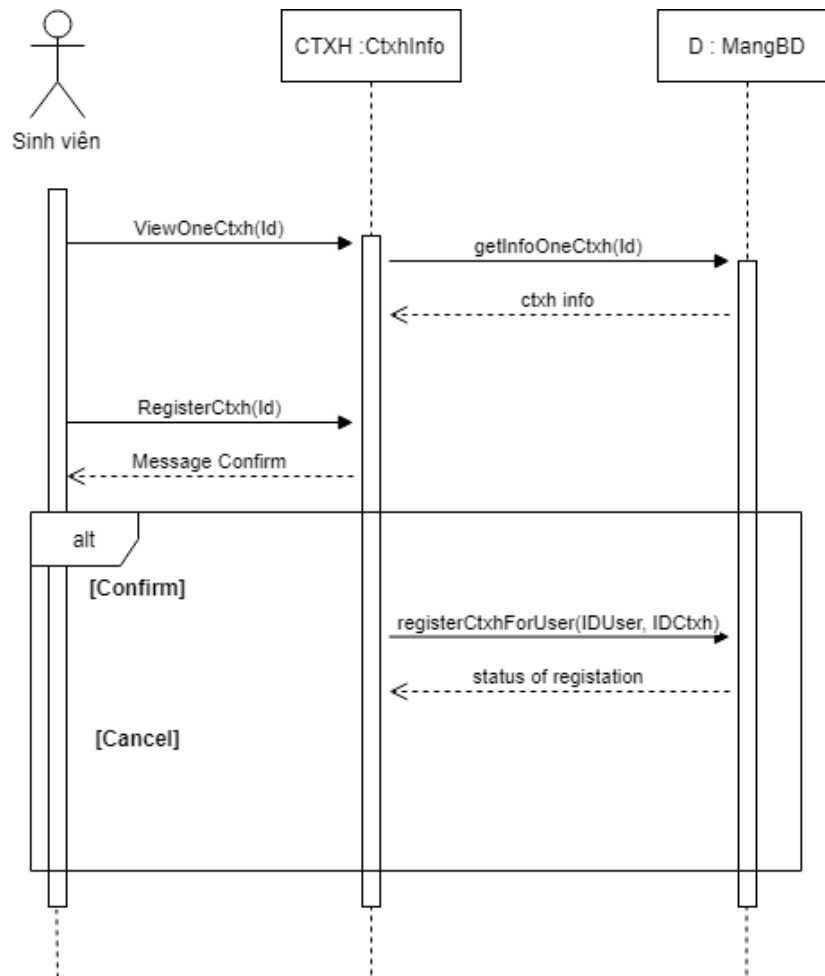 CTXH :CtxhInfo
D : MangBD
Sinh viên
ViewOneCtxh(Id)
getInfoOneCtxh(Id)
ctxh info
RegisterCtxh(Id)
Message Confirm
alt
[Confirm]
registerCtxhForUser(IDUser, IDCtxh)
status of registation
[Cancel]